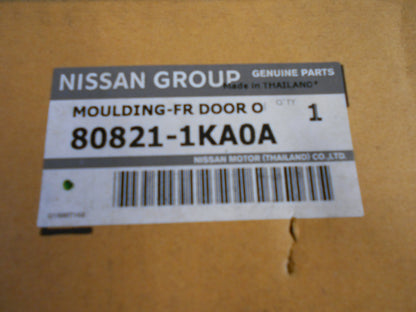 NISSAN GROUP GENUINE PARTS
Made in THAILAND*
MOULDING-FR DOOR O Q'TY 1
80821-1KA0A
NISSAN MOTOR (THAILAND) CO.,LTD.